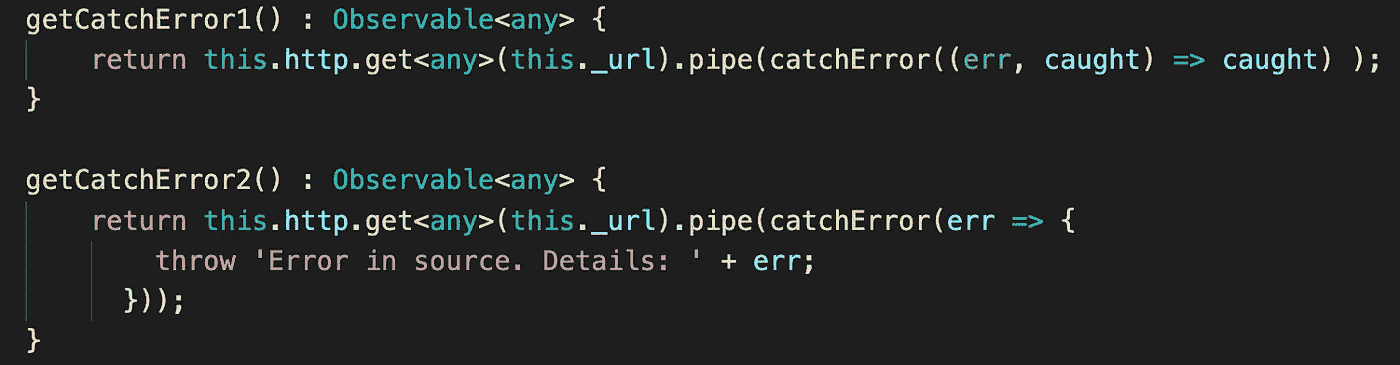 getCatchError1() : Observable<any> {
return this.http.get<any>(this._url).pipe(catchError((err, caught) => caught) );
}
getCatchError2() : Observable<any> {
return this.http.get<any>(this._url).pipe(catchError(err => {
throw 'Error in source. Details: ' + err;
}));
}